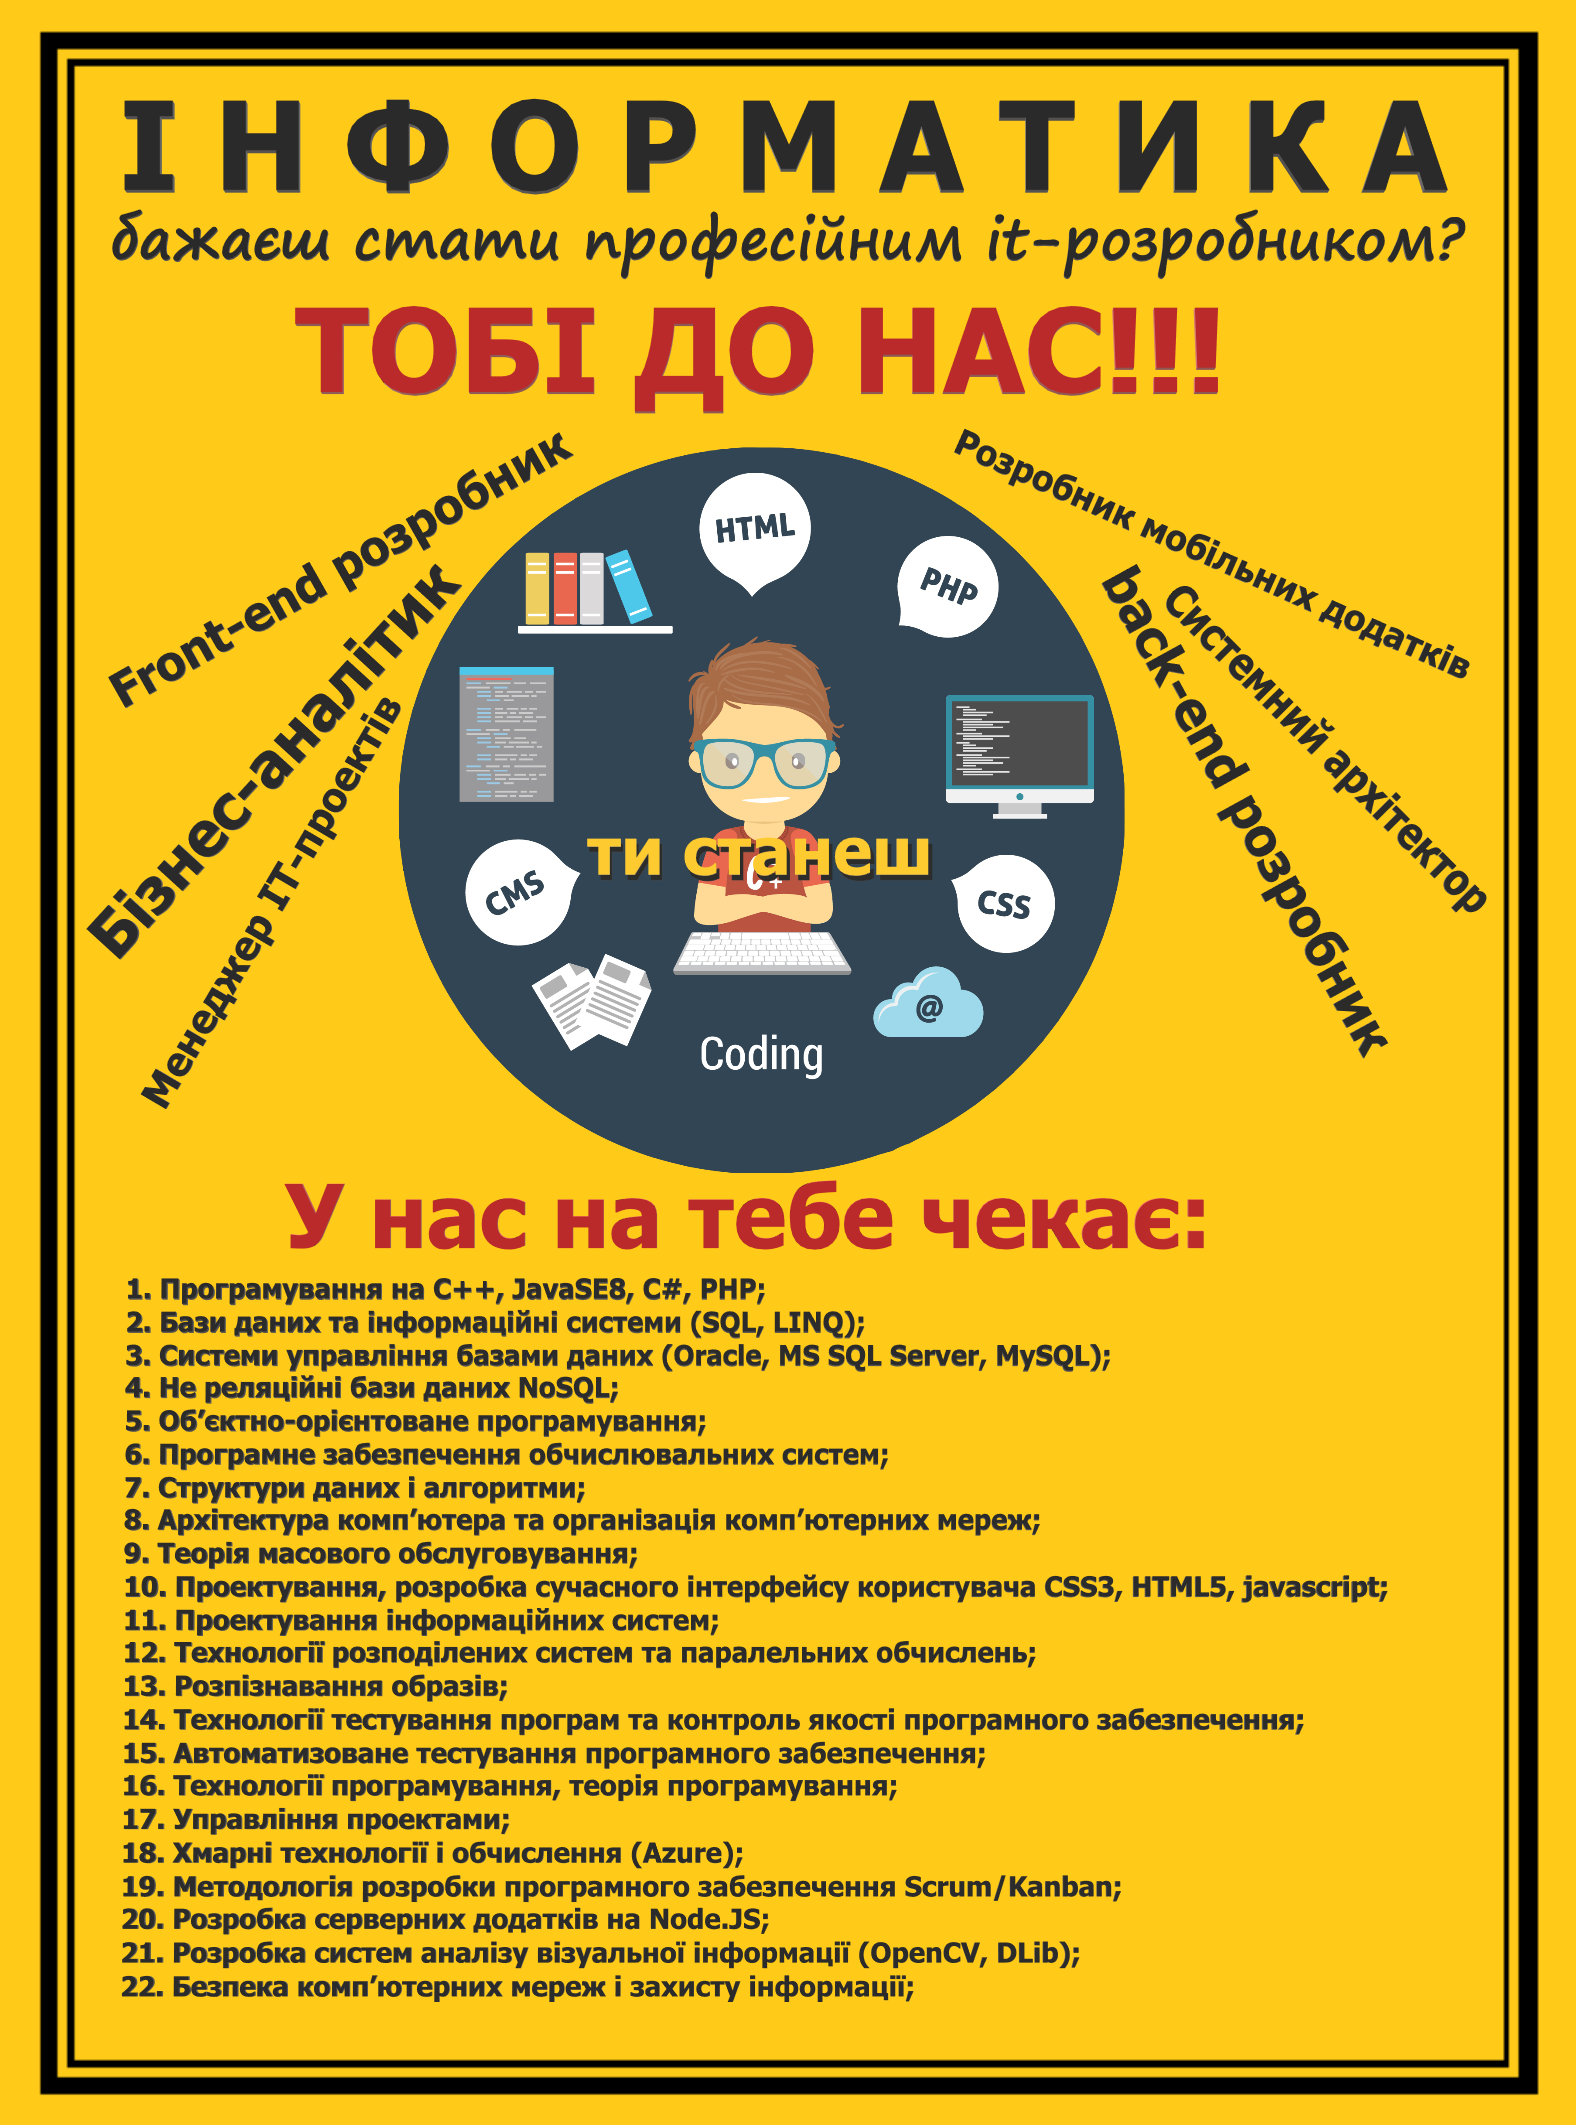 ІНФОРМАТИКА
бажаєш стати професійним it-розробником?
ТОБІ ДО НАС!!!
Front-end розробник
Бізнес-аналітик
Менеджер ІТ-проектів
Розробник мобільних додатків
Системний архітектор
back-end розробник
HTML
PHP
ти станеш
C++
CMS
CSS
@
Coding
У нас на тебе чекає:
1. Програмування на C++, JavaSE8, C#, PHP;
2. Бази даних та інформаційні системи (SQL, LINQ);
3. Системи управління базами даних (Oracle, MS SQL Server, MySQL);
4. Не реляційні бази даних NoSQL;
5. Об’єктно-орієнтоване програмування;
6. Програмне забезпечення обчислювальних систем;
7. Структури даних і алгоритми;
8. Архітектура комп’ютера та організація комп’ютерних мереж;
9. Теорія масового обслуговування;
10. Проектування, розробка сучасного інтерфейсу користувача CSS3, HTML5, javascript;
11. Проектування інформаційних систем;
12. Технології розподілених систем та паралельних обчислень;
13. Розпізнавання образів;
14. Технології тестування програм та контроль якості програмного забезпечення;
15. Автоматизоване тестування програмного забезпечення;
16. Технології програмування, теорія програмування;
17. Управління проектами;
18. Хмарні технології і обчислення (Azure);
19. Методологія розробки програмного забезпечення Scrum/Kanban;
20. Розробка серверних додатків на Node.JS;
21. Розробка систем аналізу візуальної інформації (OpenCV, DLib);
22. Безпека комп’ютерних мереж і захисту інформації;